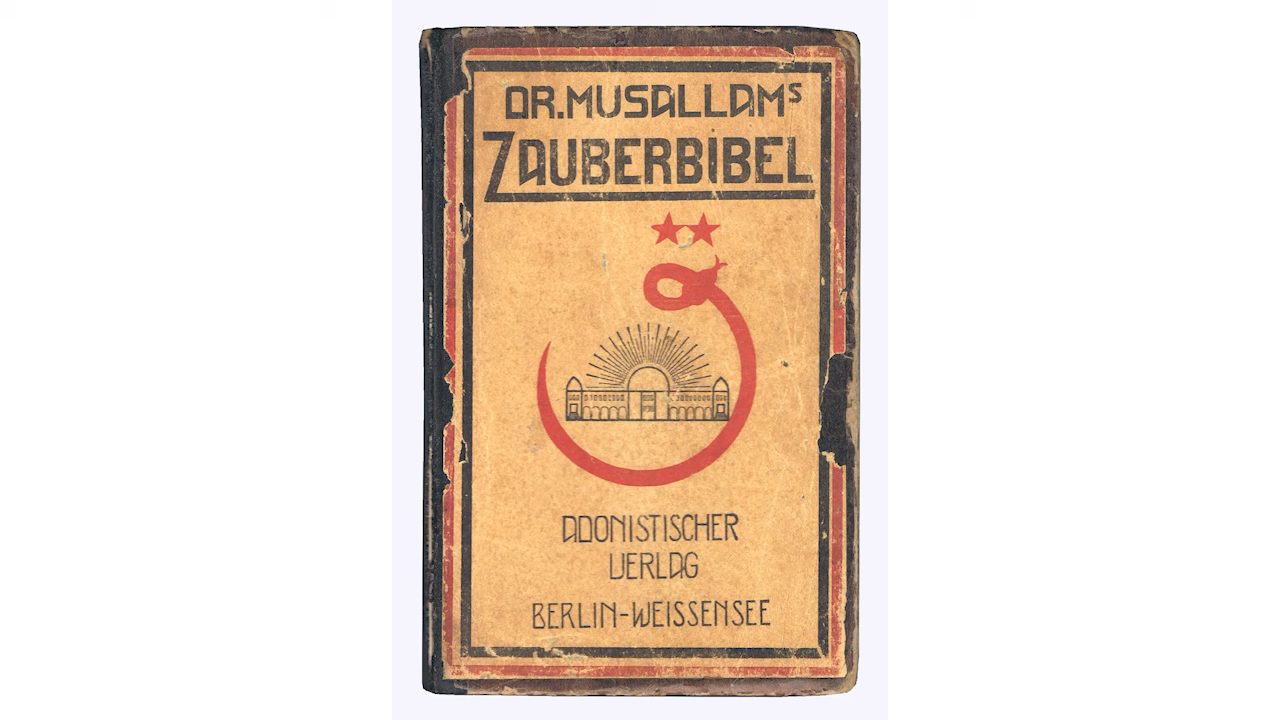 DR. MUSALLAMS
ZAUBERBIBEL
ADONISTISCHER
VERLAG
BERLIN-WEISSENSEE